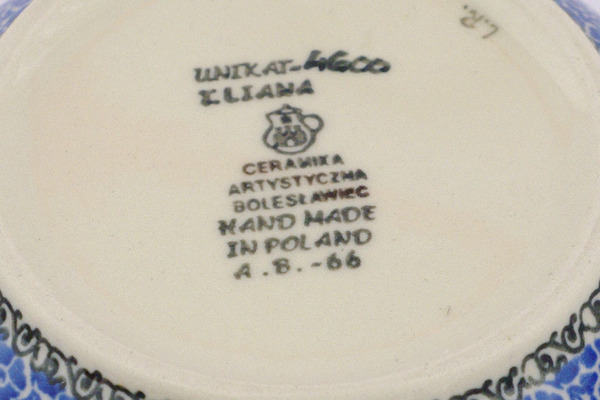 L.R.
UNIKAT-4600
ILIANA
CERAMIKA
ARTYSTYCZNA
BOLESŁAWIEC
HAND MADE
IN POLAND
A.B.-66